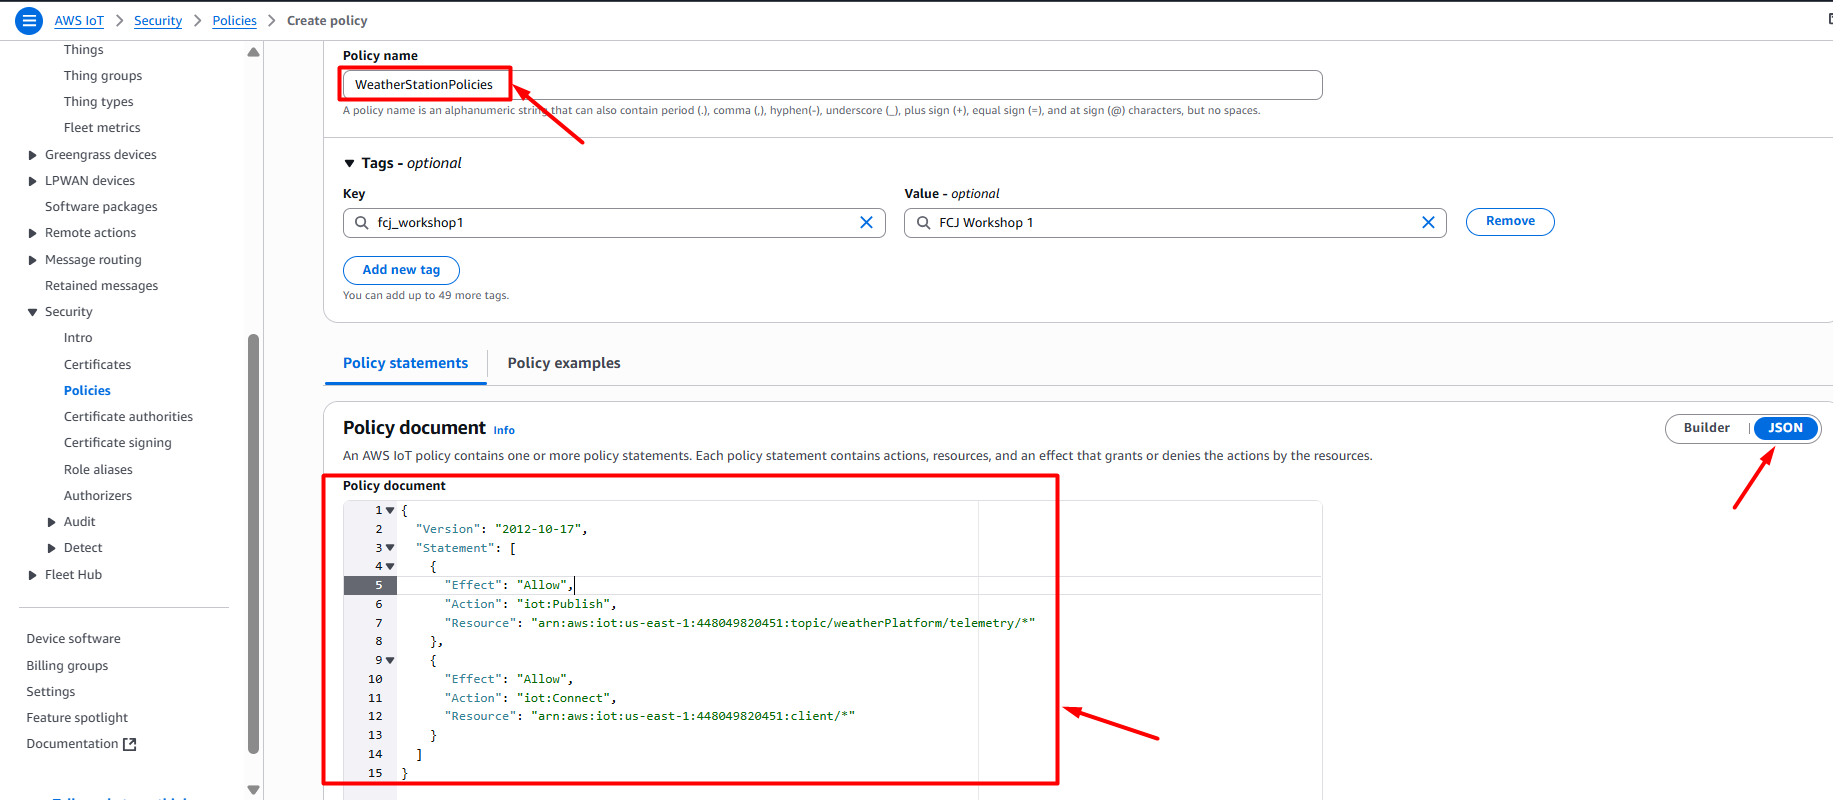 AWS IoT > Security > Policies > Create policy
Things
Thing groups
Thing types
Fleet metrics
Greengrass devices
LPWAN devices
Software packages
Remote actions
Message routing
Retained messages
Security
Intro
Certificates
Policies
Certificate authorities
Certificate signing
Role aliases
Authorizers
Audit
Detect
Fleet Hub
Device software
Billing groups
Settings
Feature spotlight
Documentation
Policy name
WeatherStationPolicies
A policy name is an alphanumeric string that can also contain period (.), comma (,), hyphen(-), underscore (_), plus sign (+), equal sign (=), and at sign (@) characters, but no spaces.
Tags - optional
Key
Value - optional
fcj_workshop1
FCJ Workshop 1
Remove
Add new tag
You can add up to 49 more tags.
Policy statements
Policy examples
Policy document Info
Builder | JSON
An AWS IoT policy contains one or more policy statements. Each policy statement contains actions, resources, and an effect that grants or denies the actions by the resources.
Policy document
1 {
2 "Version": "2012-10-17",
3 "Statement": [
4 {
5 "Effect": "Allow",
6 "Action": "iot:Publish",
7 "Resource": "arn:aws:iot:us-east-1:448049820451:topic/weatherPlatform/telemetry/*"
8 },
9 {
10 "Effect": "Allow",
11 "Action": "iot:Connect",
12 "Resource": "arn:aws:iot:us-east-1:448049820451:client/*"
13 }
14 ]
15 }